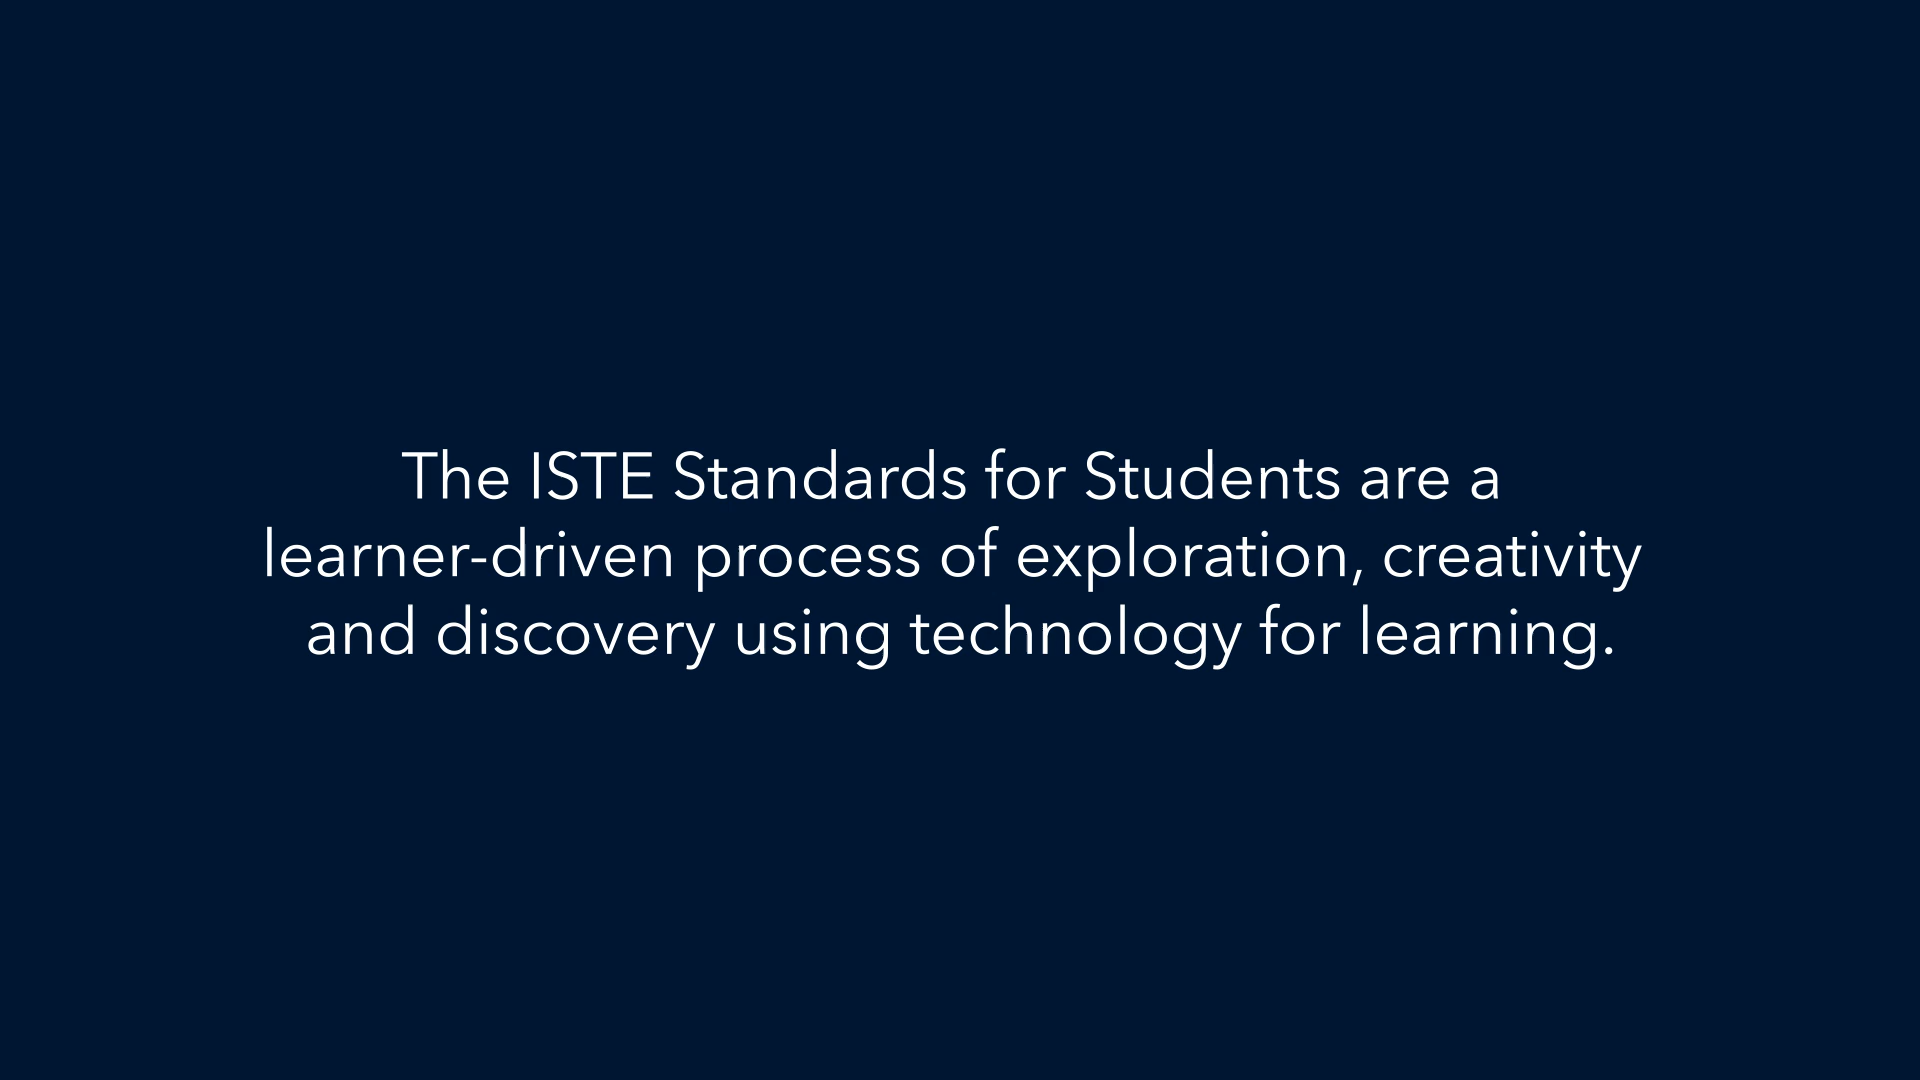 The ISTE Standards for Students are a
learner-driven process of exploration, creativity
and discovery using technology for learning.